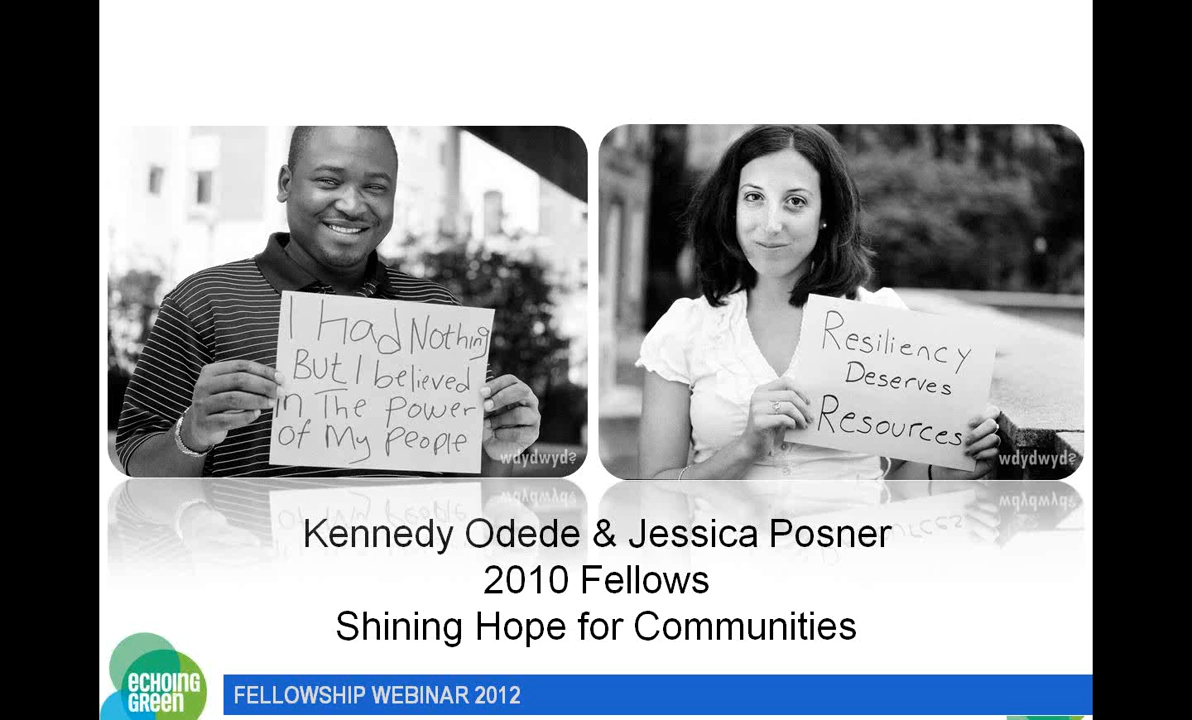 I Had Nothing
But I believed
In The Power
of My People
wdydwyd?
Resiliency
Deserves
Resources
wdydwyd?
Kennedy Odede & Jessica Posner
2010 Fellows
Shining Hope for Communities
echoing
green
FELLOWSHIP WEBINAR 2012